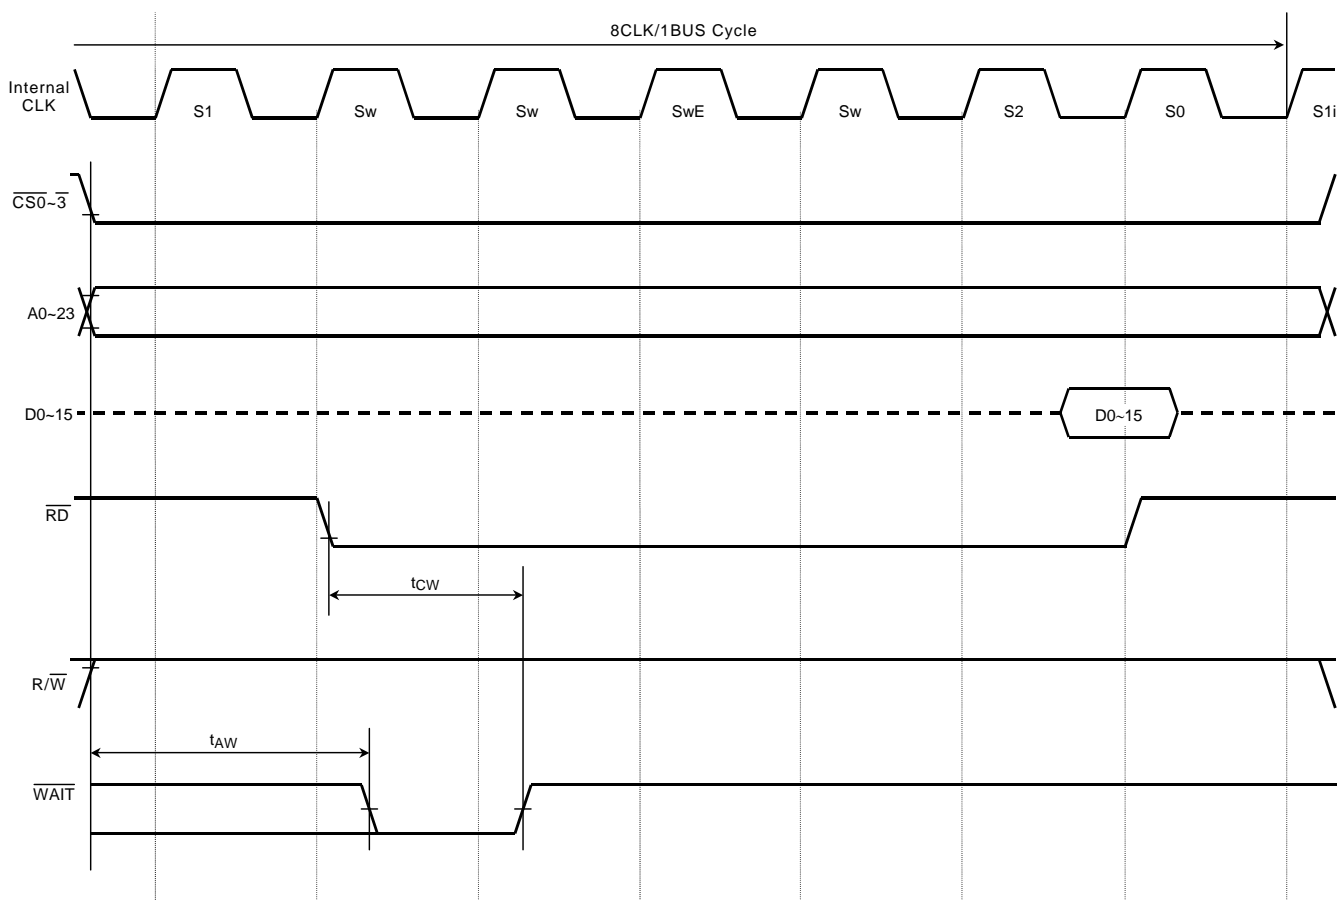 8CLK/1BUS Cycle
Internal
CLK
S1 Sw Sw SwE Sw S2 S0 S1i
CS0~3
A0~23
D0~15 D0~15
RD
tCW
R/W
tAW
WAIT